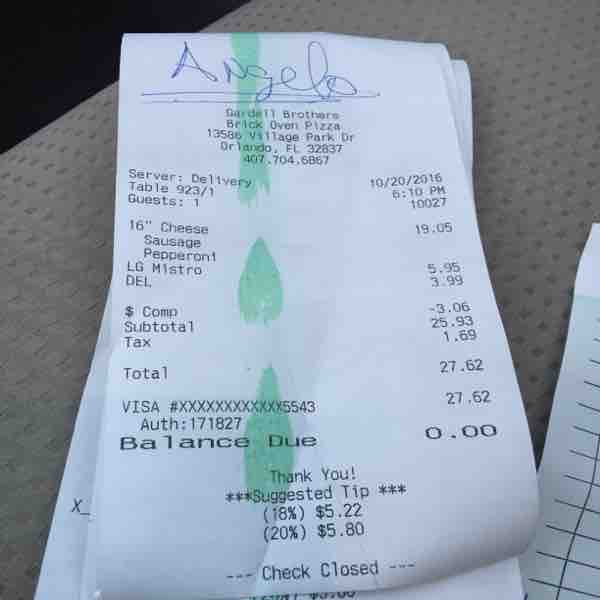 Angelo
Gardell Brothers
Brick Oven Pizza
13586 Village Park Dr
Orlando, FL 32837
407.704.6867
Server: Delivery 10/20/2016
Table 923/1 6:10 PM
Guests: 1 10027
16" Cheese 19.05
Sausage
Pepperoni
LG Mistro 5.95
DEL 3.99
$ Comp -3.06
Subtotal 25.93
Tax 1.69
Total 27.62
VISA #XXXXXXXXXXXX5543 27.62
Auth:171827
Balance Due 0.00
Thank You!
***Suggested Tip ***
(18%) $5.22
(20%) $5.80
--- Check Closed ---
X_